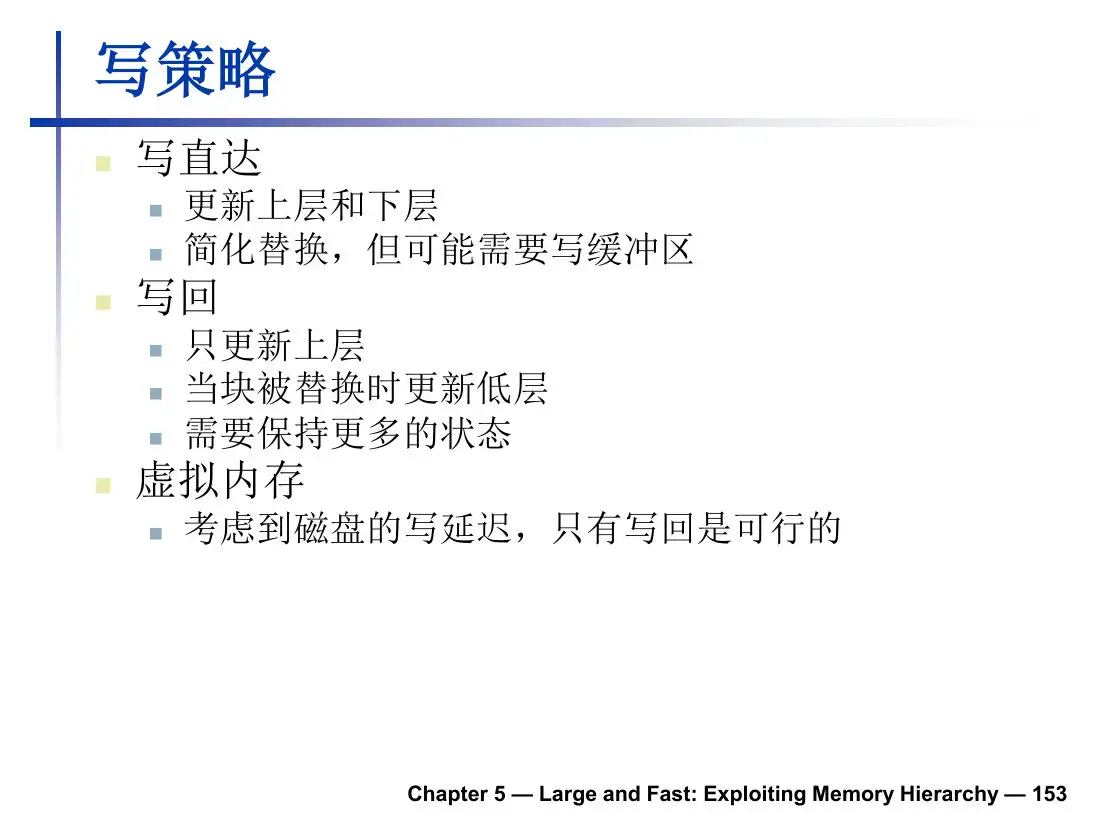 写策略
写直达
更新上层和下层
简化替换，但可能需要写缓冲区
写回
只更新上层
当块被替换时更新低层
需要保持更多的状态
虚拟内存
考虑到磁盘的写延迟，只有写回是可行的
Chapter 5 — Large and Fast: Exploiting Memory Hierarchy — 153